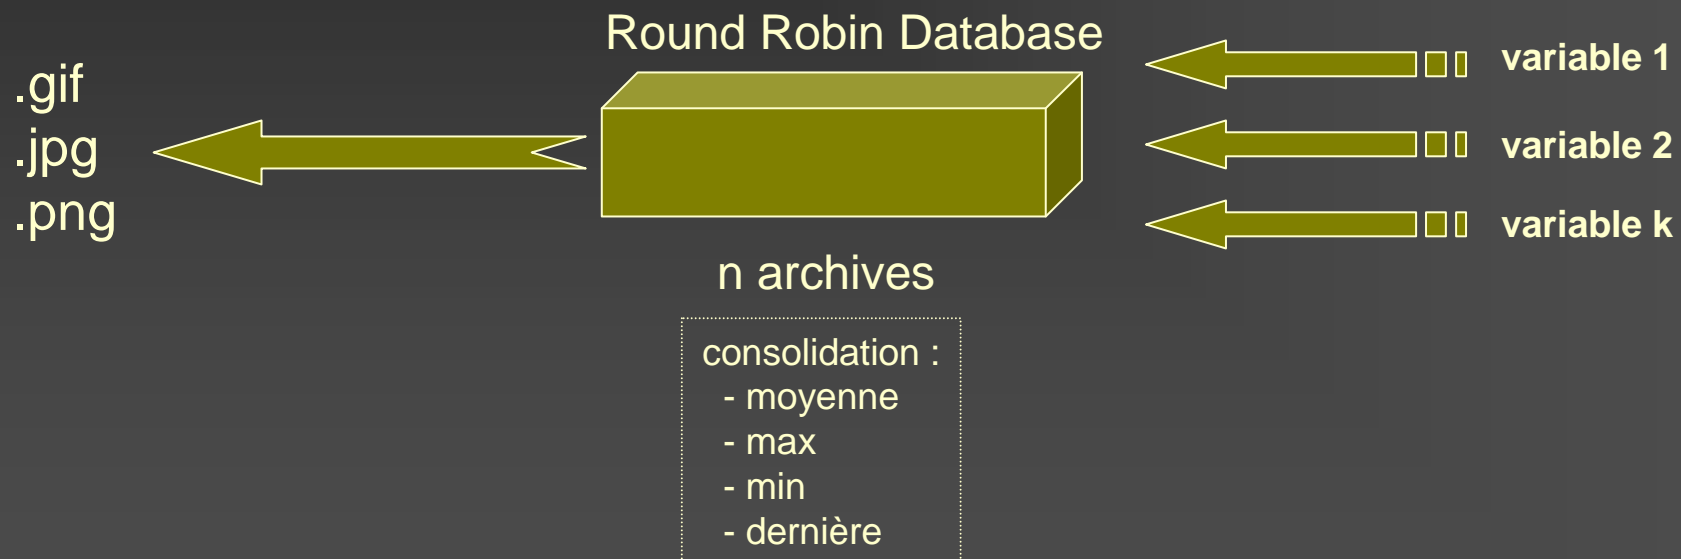 Round Robin Database
.gif
.jpg
.png
variable 1
variable 2
variable k
n archives
consolidation :
- moyenne
- max
- min
- dernière